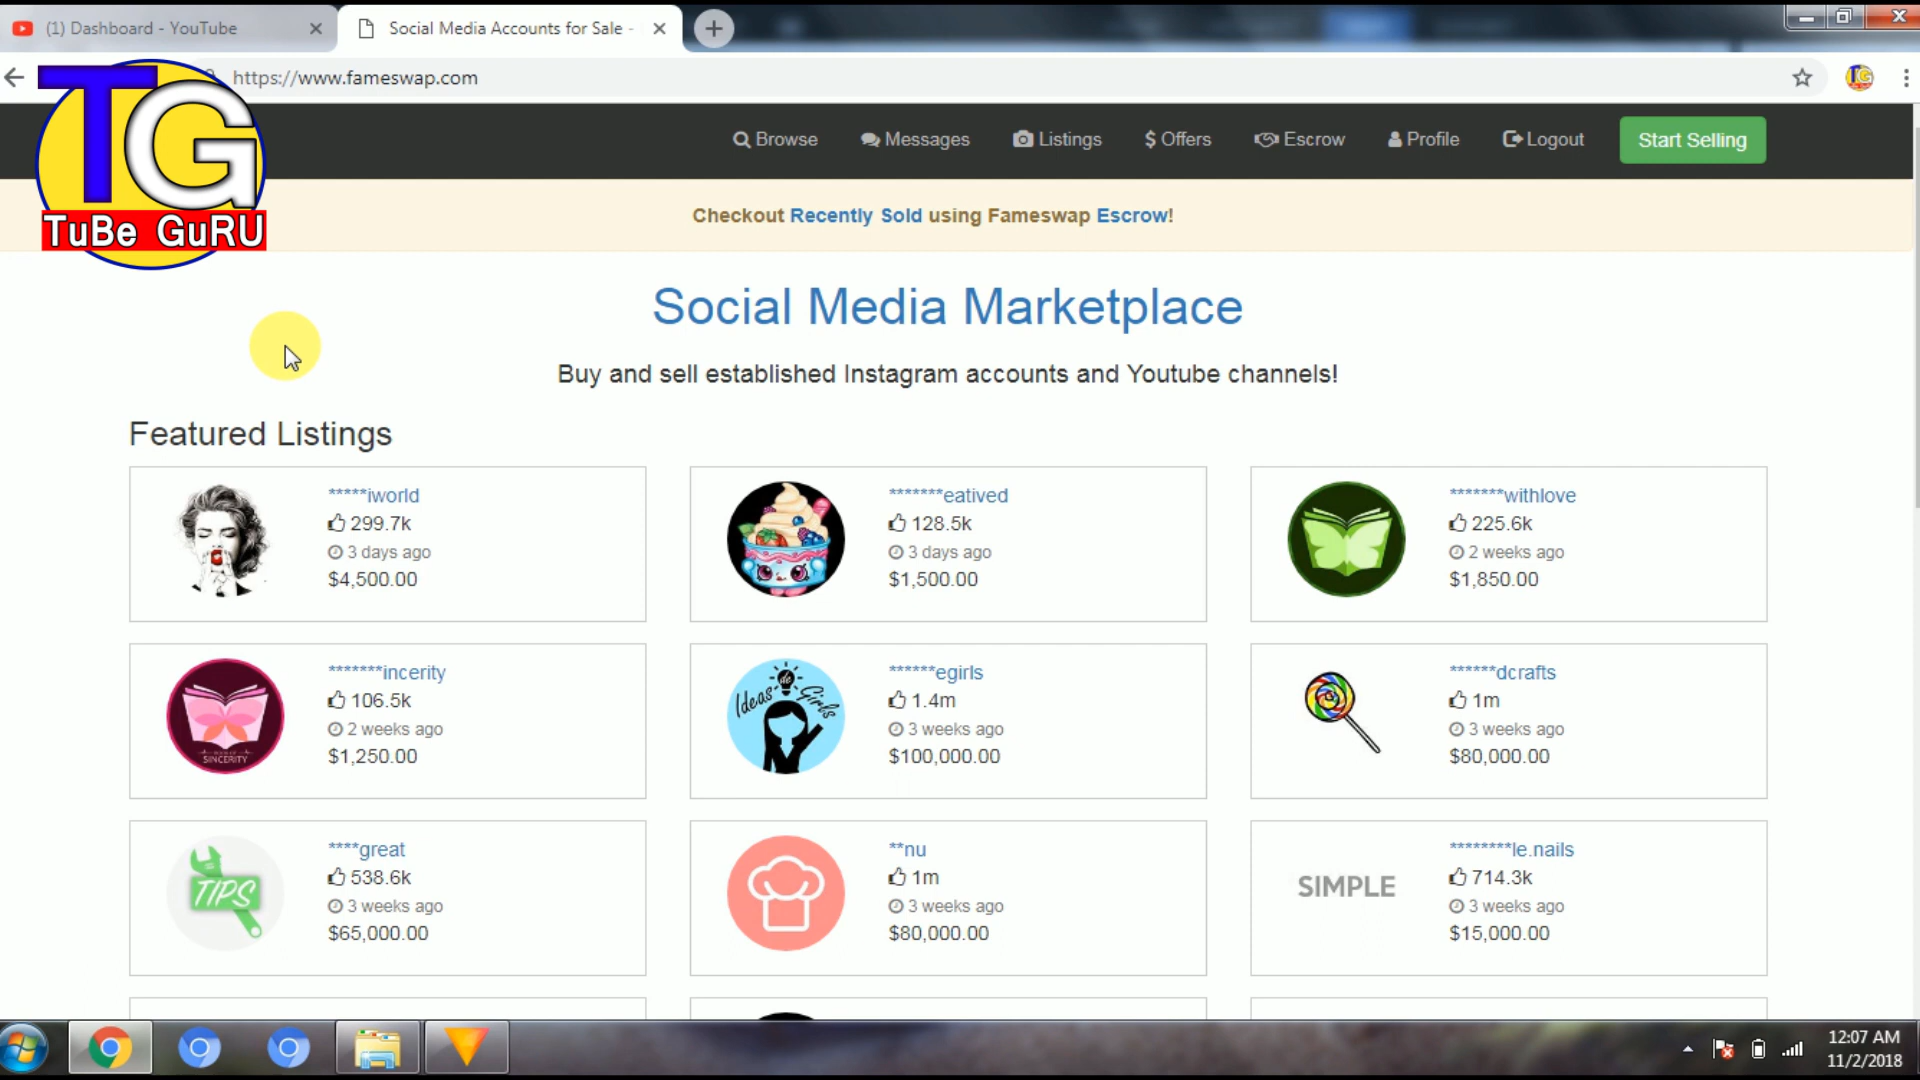 (1) Dashboard - YouTube
Social Media Accounts for Sale -
https://www.fameswap.com
TG
TuBe GuRU
Browse Messages Listings $ Offers Escrow Profile Logout Start Selling
Checkout Recently Sold using Fameswap Escrow!
Social Media Marketplace
Buy and sell established Instagram accounts and Youtube channels!
Featured Listings
*****iworld
299.7k
3 days ago
$4,500.00
*******eatived
128.5k
3 days ago
$1,500.00
*******withlove
225.6k
2 weeks ago
$1,850.00
SINCERITY
*******incerity
106.5k
2 weeks ago
$1,250.00
Ideas de Girls
******egirls
1.4m
3 weeks ago
$100,000.00
******dcrafts
1m
3 weeks ago
$80,000.00
TIPS
****great
538.6k
3 weeks ago
$65,000.00
**nu
1m
3 weeks ago
$80,000.00
SIMPLE
********le.nails
714.3k
3 weeks ago
$15,000.00
12:07 AM
11/2/2018